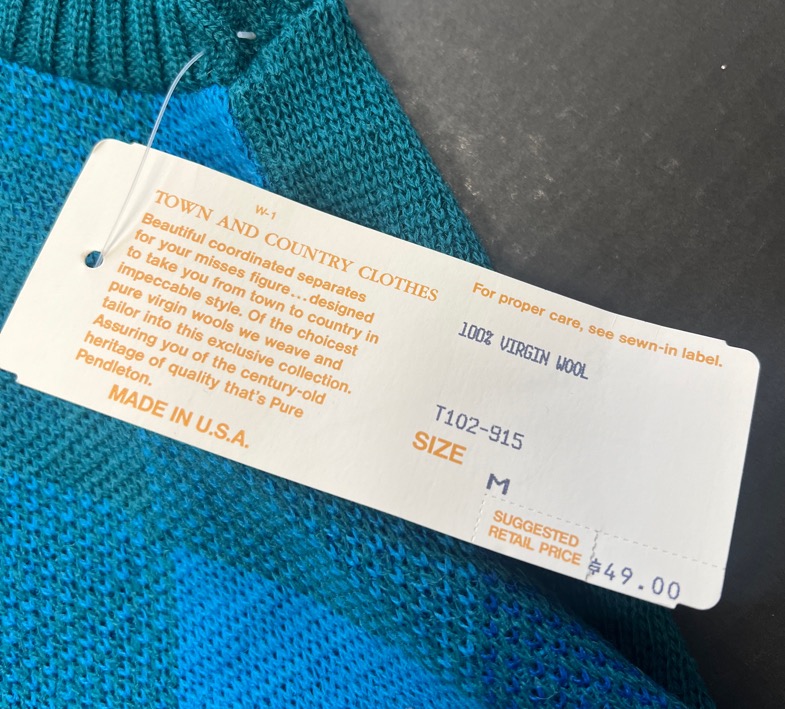 W-1
TOWN AND COUNTRY CLOTHES
Beautiful coordinated separates
for your misses figure...designed
to take you from town to country in
impeccable style. Of the choicest
pure virgin wools we weave and
tailor into this exclusive collection.
Assuring you of the century-old
heritage of quality that's Pure
Pendleton.
MADE IN U.S.A.
For proper care, see sewn-in label.
100% VIRGIN WOOL
T102-915
SIZE
M
SUGGESTED
RETAIL PRICE
$49.00